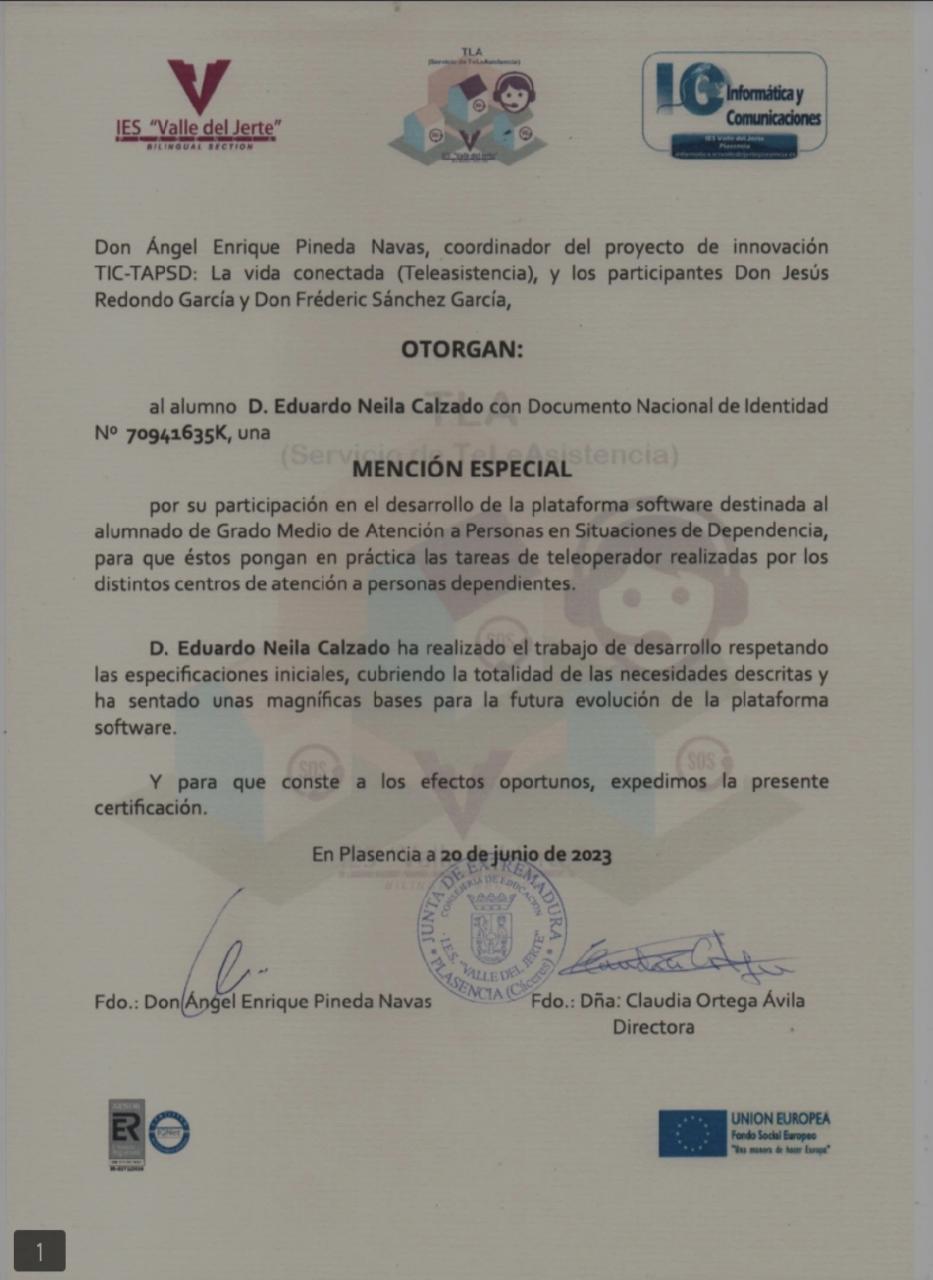 IES "Valle del Jerte"
PLASENCIA
BILINGUAL SECTION
TLA
(Servicio de TeLeAsistencia)
IC Informática y
Comunicaciones
IES Valle del Jerte
Plasencia
Don Ángel Enrique Pineda Navas, coordinador del proyecto de innovación
TIC-TAPSD: La vida conectada (Teleasistencia), y los participantes Don Jesús
Redondo García y Don Fréderic Sánchez García,
OTORGAN:
al alumno D. Eduardo Neila Calzado con Documento Nacional de Identidad
Nº 70941635K, una
TLA
(Servicio de TeLeAsistencia)
MENCIÓN ESPECIAL
por su participación en el desarrollo de la plataforma software destinada al
alumnado de Grado Medio de Atención a Personas en Situaciones de Dependencia,
para que éstos pongan en práctica las tareas de teleoperador realizadas por los
distintos centros de atención a personas dependientes.
SOS
D. Eduardo Neila Calzado ha realizado el trabajo de desarrollo respetando
las especificaciones iniciales, cubriendo la totalidad de las necesidades descritas y
ha sentado unas magníficas bases para la futura evolución de la plataforma
software.
SOS
SOS
Y para que conste a los efectos oportunos, expedimos la presente
certificación.
En Plasencia a 20 de junio de 2023
JUNTA DE EXTREMADURA
CONSEJERIA DE EDUCACION
I.E.S. "VALLE DEL JERTE"
PLASENCIA (Cáceres)
Fdo.: Don Ángel Enrique Pineda Navas
Fdo.: Dña: Claudia Ortega Ávila
Directora
ER
IQNet
UNION EUROPEA
Fondo Social Europeo
"Una manera de hacer Europa"
1